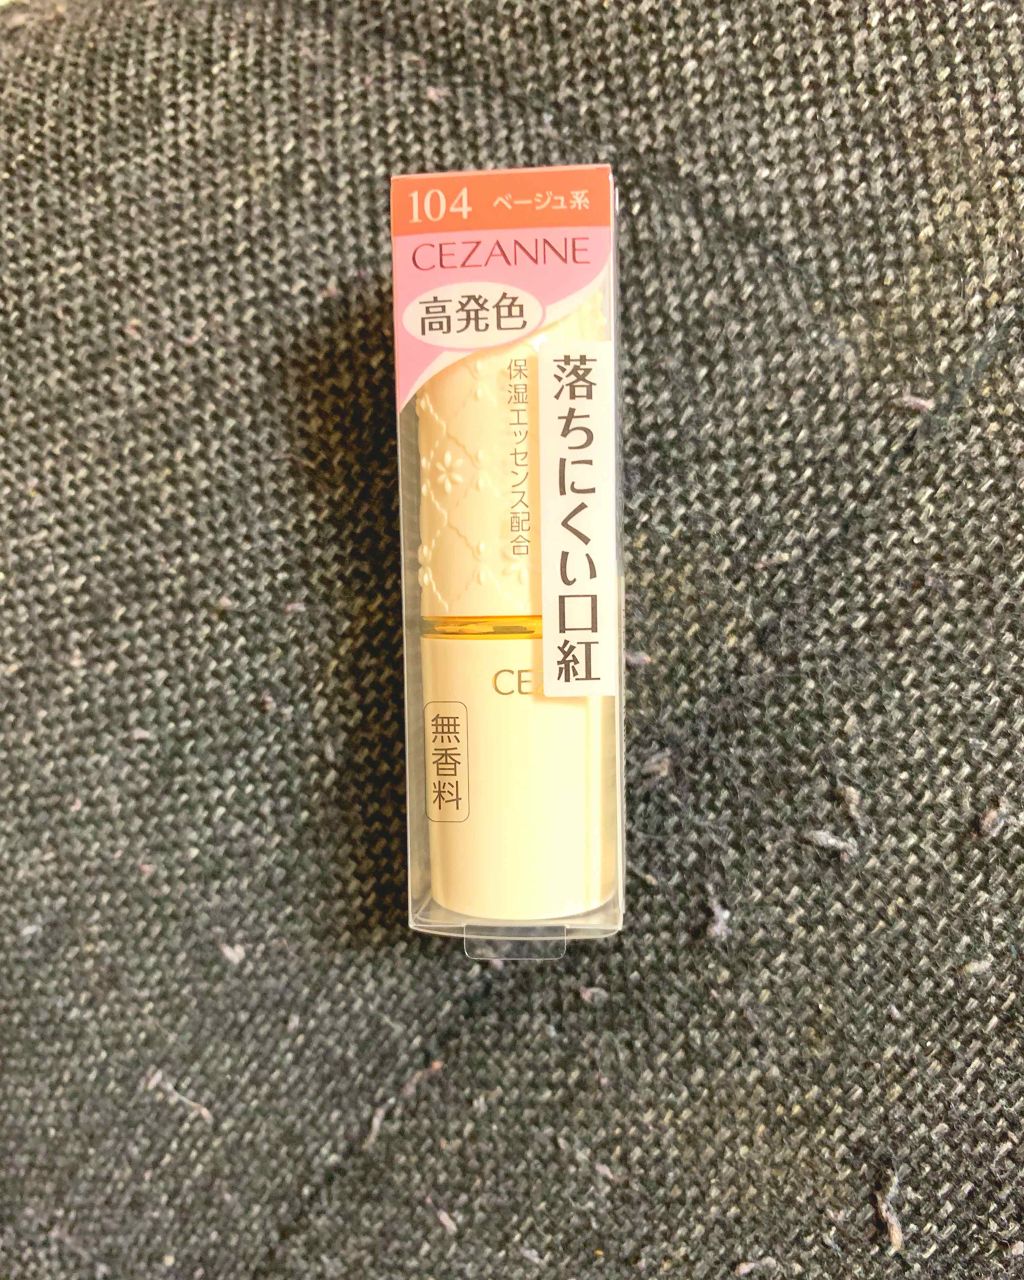 104 ベージュ系
CEZANNE
高発色
落ちにくい口紅
保湿エッセンス配合
CE
無香料